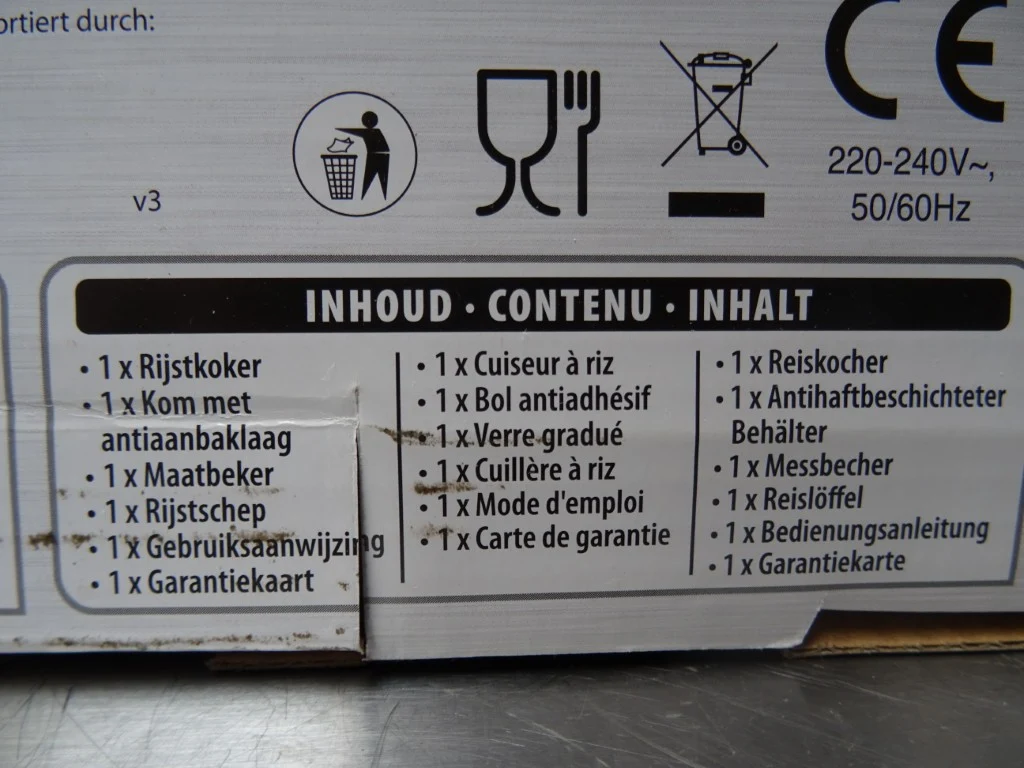 ortiert durch:
CE
220-240V~,
50/60Hz
v3
INHOUD · CONTENU · INHALT
• 1 x Rijstkoker
• 1 x Kom met
antiaanbaklaag
• 1 x Maatbeker
• 1 x Rijstschep
• 1 x Gebruiksaanwijzing
• 1 x Garantiekaart
• 1 x Cuiseur à riz
• 1 x Bol antiadhésif
• 1 x Verre gradué
• 1 x Cuillère à riz
• 1 x Mode d'emploi
• 1 x Carte de garantie
• 1 x Reiskocher
• 1 x Antihaftbeschichteter
Behälter
• 1 x Messbecher
• 1 x Reislöffel
• 1 x Bedienungsanleitung
• 1 x Garantiekarte